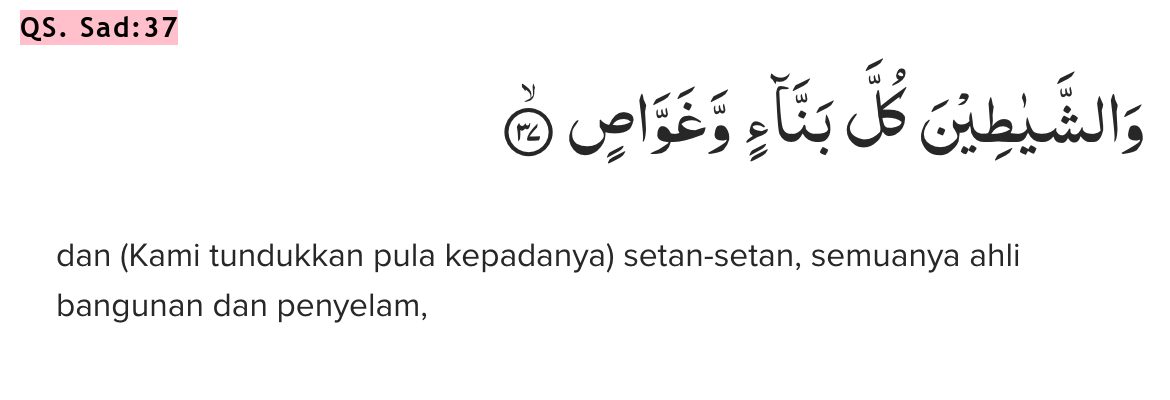 QS. Sad:37
وَالشَّيٰطِيْنَ كُلَّ بَنَّاۤءٍ وَّغَوَّاصٍ ۙ ٣٧
dan (Kami tundukkan pula kepadanya) setan-setan, semuanya ahli
bangunan dan penyelam,